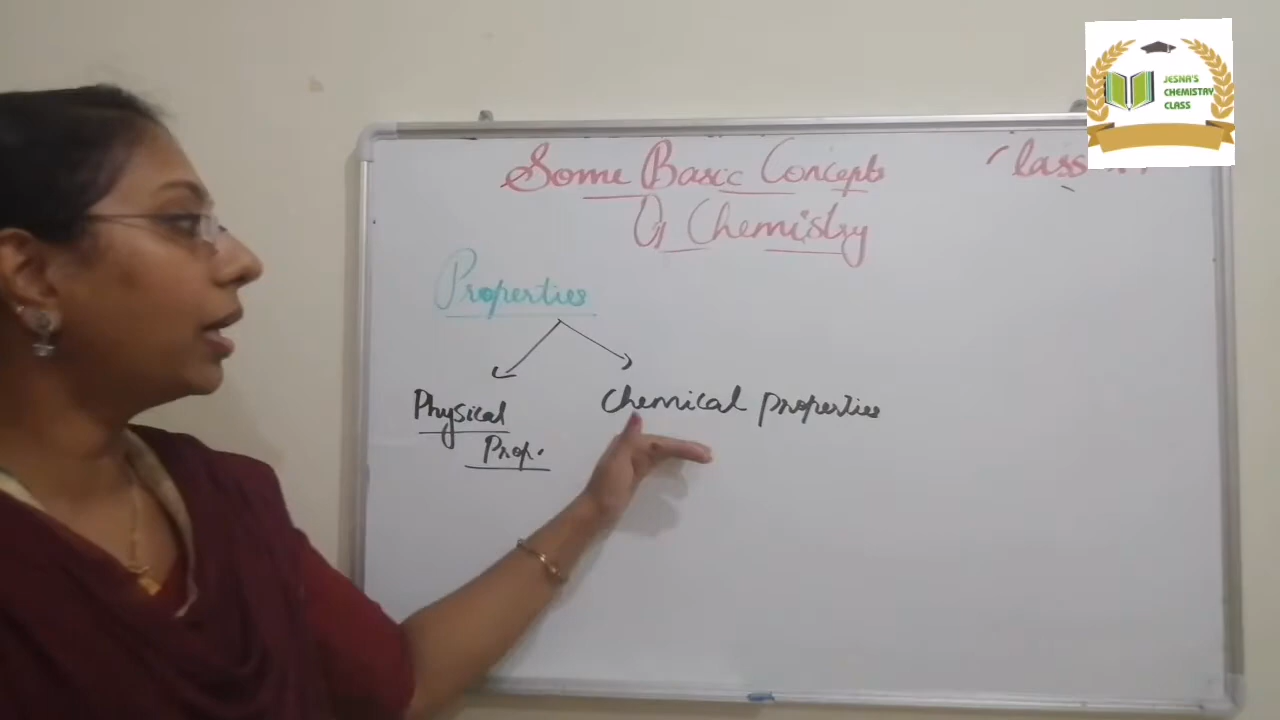 JESNA'S
CHEMISTRY
CLASS
Some Basic Concepts Class
Of Chemistry
Properties
Physical Chemical properties
Prop.